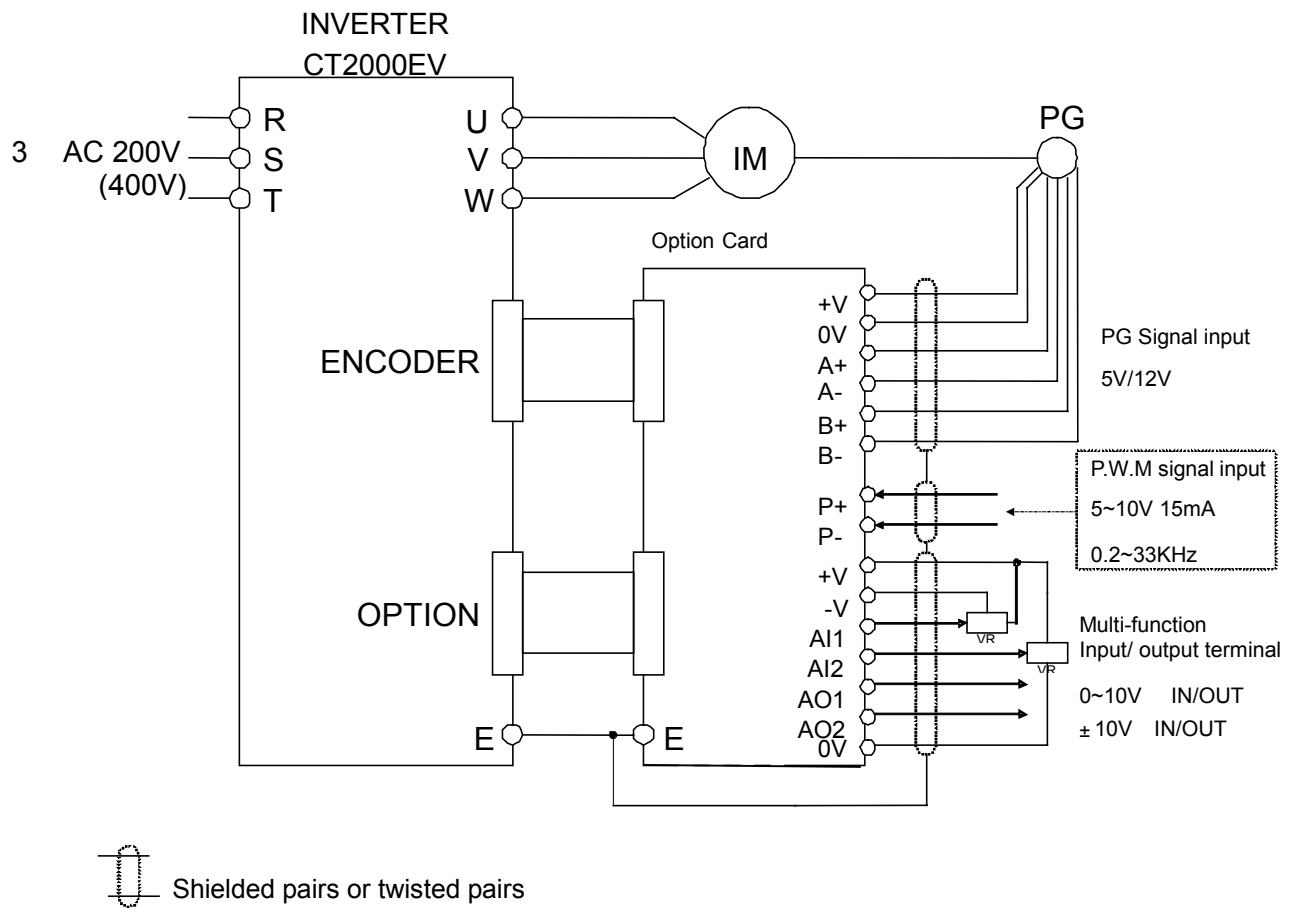 INVERTER
CT2000EV
R
S
T
3 AC 200V
(400V)
U
V
W
IM
PG
Option Card
ENCODER
OPTION
E
E
+V
0V
A+
A-
B+
B-
P+
P-
+V
-V
AI1
AI2
AO1
AO2
0V
VR
VR
PG Signal input
5V/12V
P.W.M signal input
5~10V 15mA
0.2~33KHz
Multi-function
Input/ output terminal
0~10V IN/OUT
± 10V IN/OUT
Shielded pairs or twisted pairs